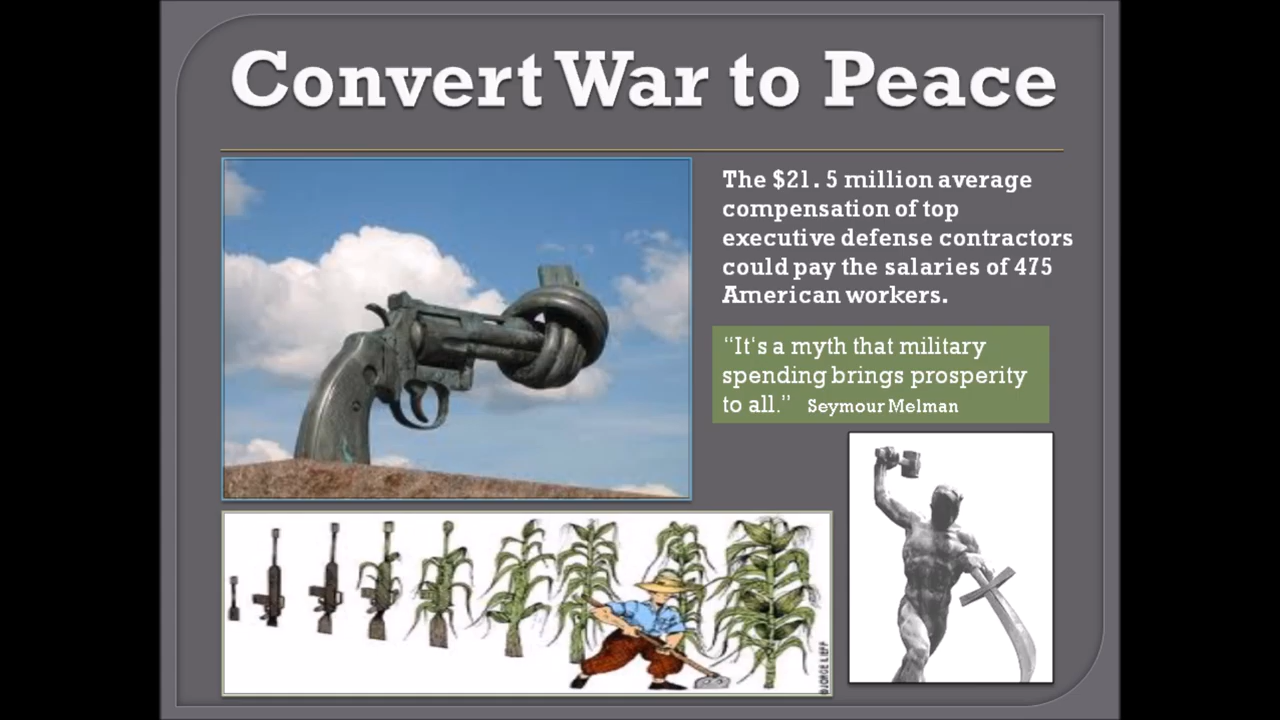 Convert War to Peace
The $21. 5 million average
compensation of top
executive defense contractors
could pay the salaries of 475
American workers.
“It's a myth that military
spending brings prosperity
to all.” Seymour Melman